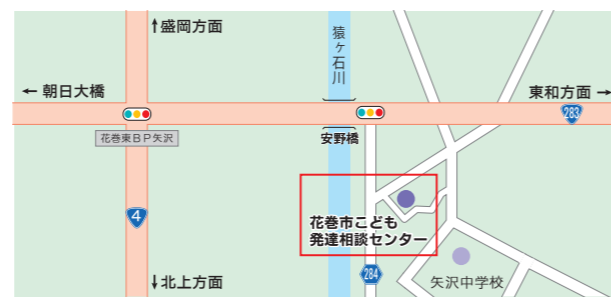 ↑盛岡方面
猿ヶ石川
← 朝日大橋
東和方面 →
283
花巻東BP矢沢
安野橋
4
花巻市こども
発達相談センター
284
↓北上方面
矢沢中学校